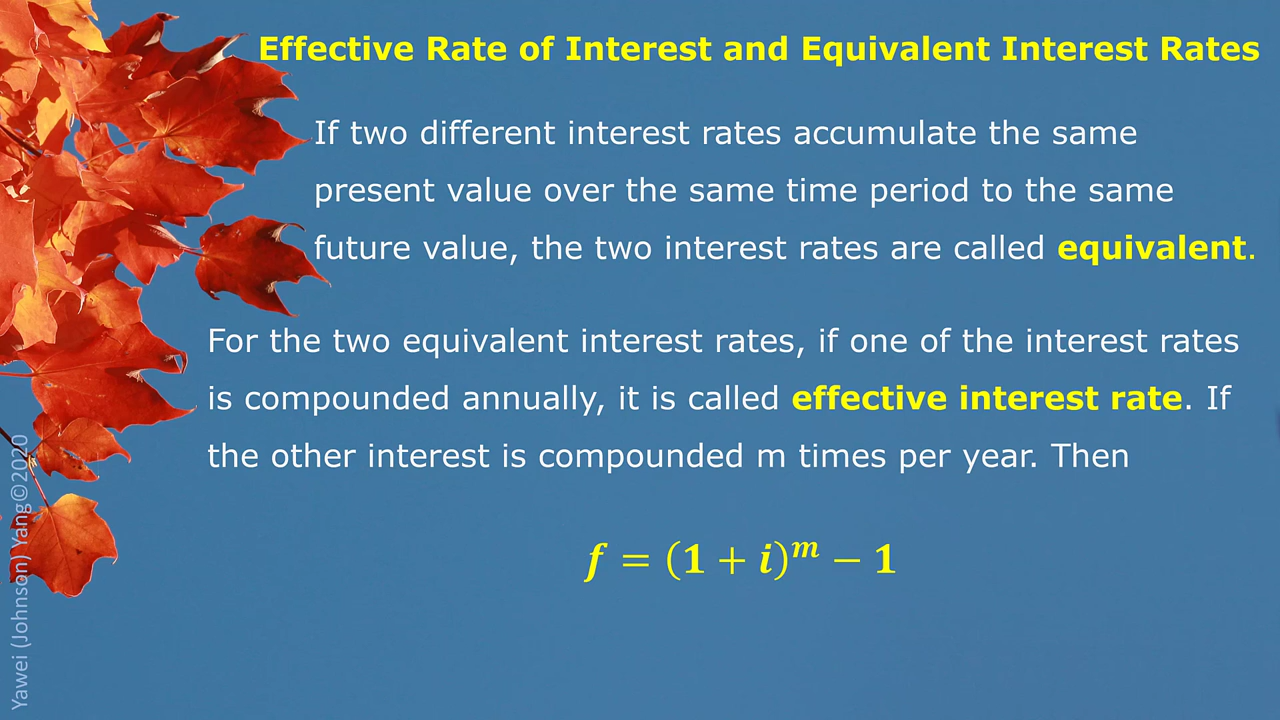 Effective Rate of Interest and Equivalent Interest Rates
If two different interest rates accumulate the same
present value over the same time period to the same
future value, the two interest rates are called equivalent.
For the two equivalent interest rates, if one of the interest rates
is compounded annually, it is called effective interest rate. If
the other interest is compounded m times per year. Then
f = (1 + i)^m − 1
Yawei (Johnson) Yang©2020